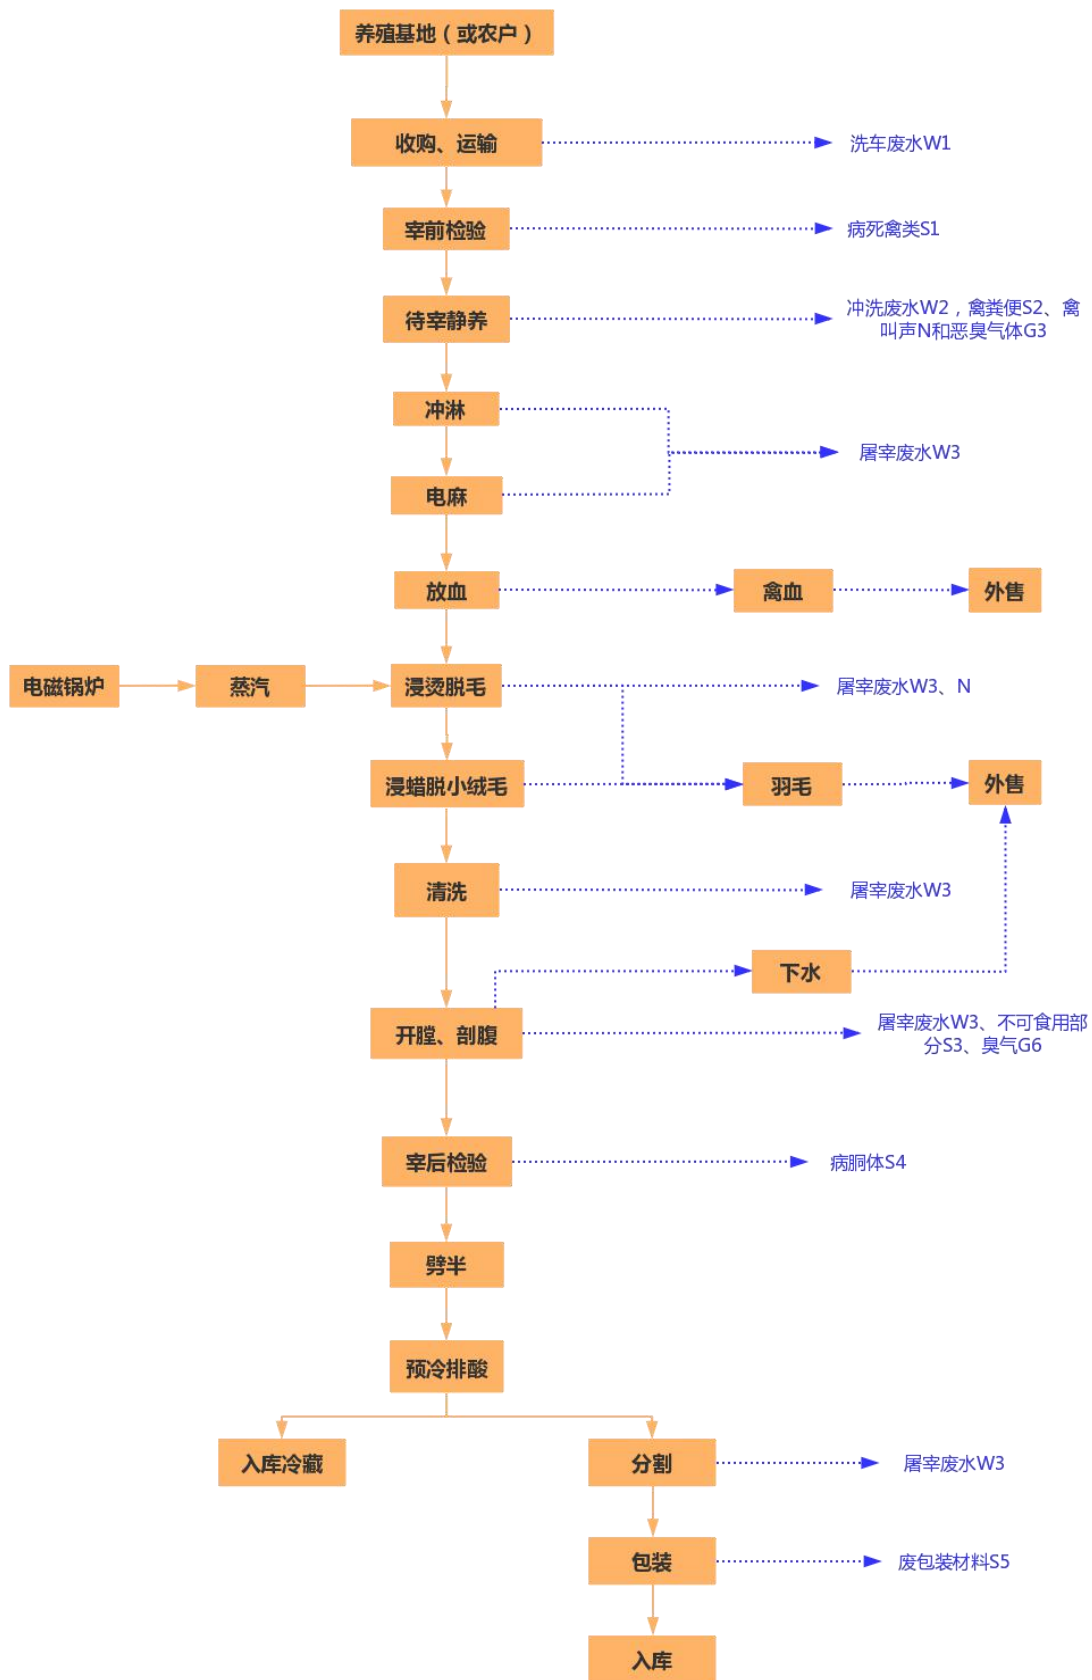 养殖基地（或农户）
收购、运输
洗车废水W1
宰前检验
病死禽类S1
待宰静养
冲洗废水W2，禽粪便S2、禽
叫声N和恶臭气体G3
冲淋
屠宰废水W3
电麻
放血
禽血
外售
电磁锅炉
蒸汽
浸烫脱毛
屠宰废水W3、N
浸蜡脱小绒毛
羽毛
外售
清洗
屠宰废水W3
下水
开膛、剖腹
屠宰废水W3、不可食用部
分S3、臭气G6
宰后检验
病胴体S4
劈半
预冷排酸
入库冷藏
分割
屠宰废水W3
包装
废包装材料S5
入库